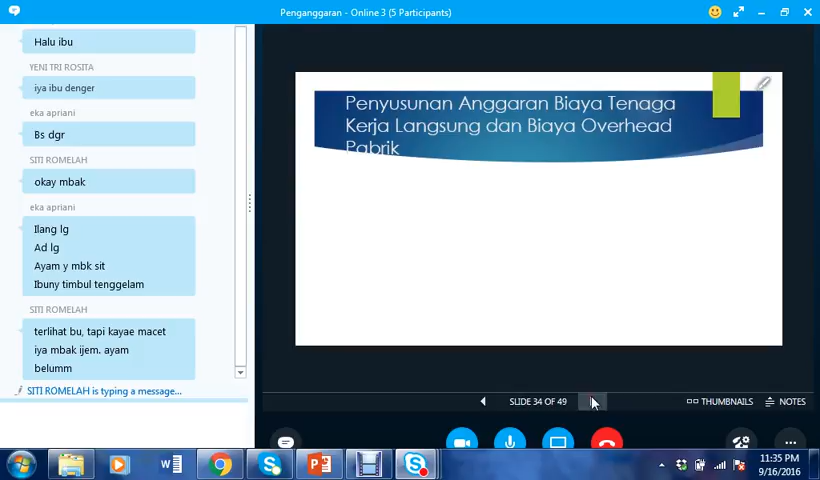 Penganggaran - Online 3 (5 Participants)
Halu ibu
YENI TRI ROSITA
iya ibu denger
eka apriani
Bs dgr
SITI ROMELAH
okay mbak
eka apriani
Ilang lg
Ad lg
Ayam y mbk sit
Ibuny timbul tenggelam
SITI ROMELAH
terlihat bu, tapi kayae macet
iya mbak ijem. ayam
belumm
SITI ROMELAH is typing a message...
Penyusunan Anggaran Biaya Tenaga
Kerja Langsung dan Biaya Overhead
Pabrik
SLIDE 34 OF 49
THUMBNAILS
NOTES
11:35 PM
9/16/2016